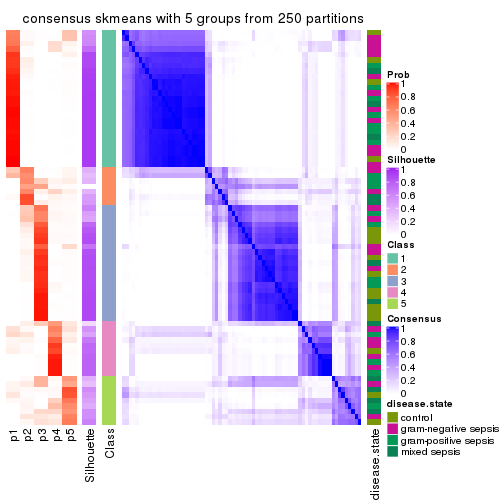 consensus skmeans with 5 groups from 250 partitions
Prob
1
0.8
0.6
0.4
0.2
0
Silhouette
1
0.8
0.6
0.4
0.2
0
Class
1
2
3
4
5
Consensus
1
0.8
0.6
0.4
0.2
0
disease.state
control
gram-negative sepsis
gram-positive sepsis
mixed sepsis
p1
p2
p3
p4
p5
Silhouette
Class
disease.state